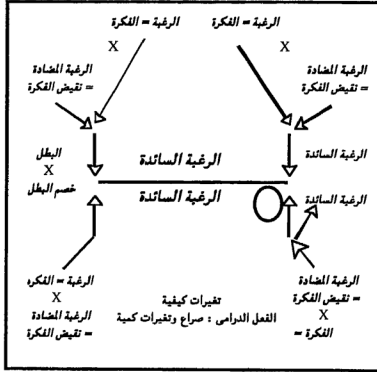 الرغبة = الفكرة
X
الرغبة المضادة
= نقيض الفكرة
الرغبة = الفكرة
X
الرغبة المضادة
= نقيض الفكرة
الرغبة السائدة
الرغبة السائدة
الرغبة السائدة
الرغبة السائدة
البطل
X
خصم البطل
الرغبة المضادة
= نقيض الفكرة
X
الفكرة =
الرغبة = الفكره
X
الرغبة المضادة
= نقيض الفكرة
تغيرات كيفية
الفعل الدرامى : صراع وتغيرات كمية